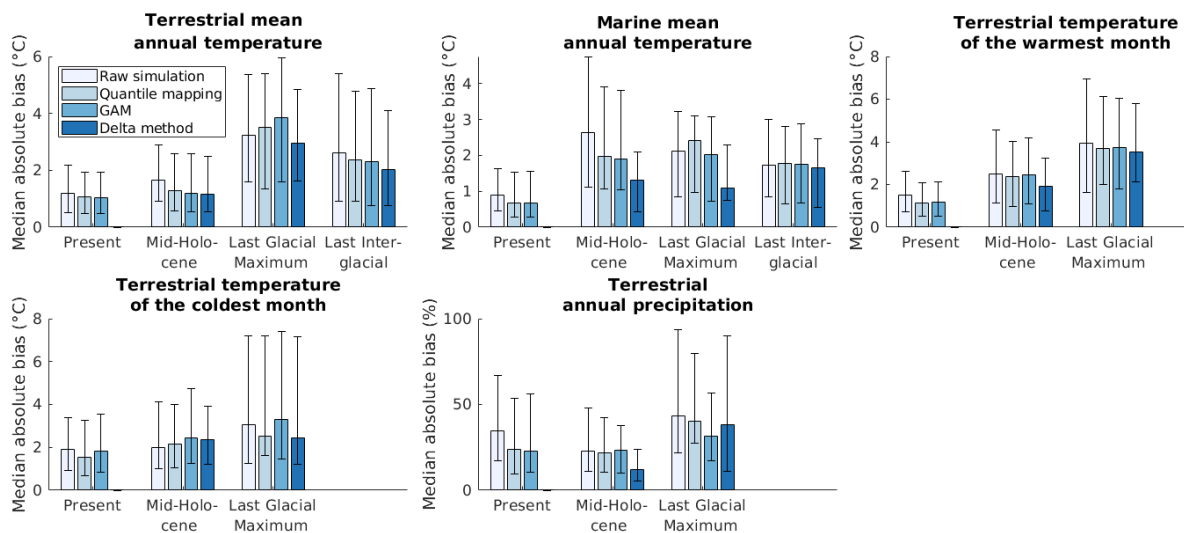 Terrestrial mean
annual temperature
Median absolute bias (°C)
6
4
2
0
Raw simulation
Quantile mapping
GAM
Delta method
Present
Mid-Holo-
cene
Last Glacial
Maximum
Last Inter-
glacial
Marine mean
annual temperature
Median absolute bias (°C)
4
3
2
1
0
Present
Mid-Holo-
cene
Last Glacial
Maximum
Last Inter-
glacial
Terrestrial temperature
of the warmest month
Median absolute bias (°C)
8
6
4
2
0
Present
Mid-Holo-
cene
Last Glacial
Maximum
Terrestrial temperature
of the coldest month
Median absolute bias (°C)
8
6
4
2
0
Present
Mid-Holo-
cene
Last Glacial
Maximum
Terrestrial
annual precipitation
Median absolute bias (%)
100
50
0
Present
Mid-Holo-
cene
Last Glacial
Maximum